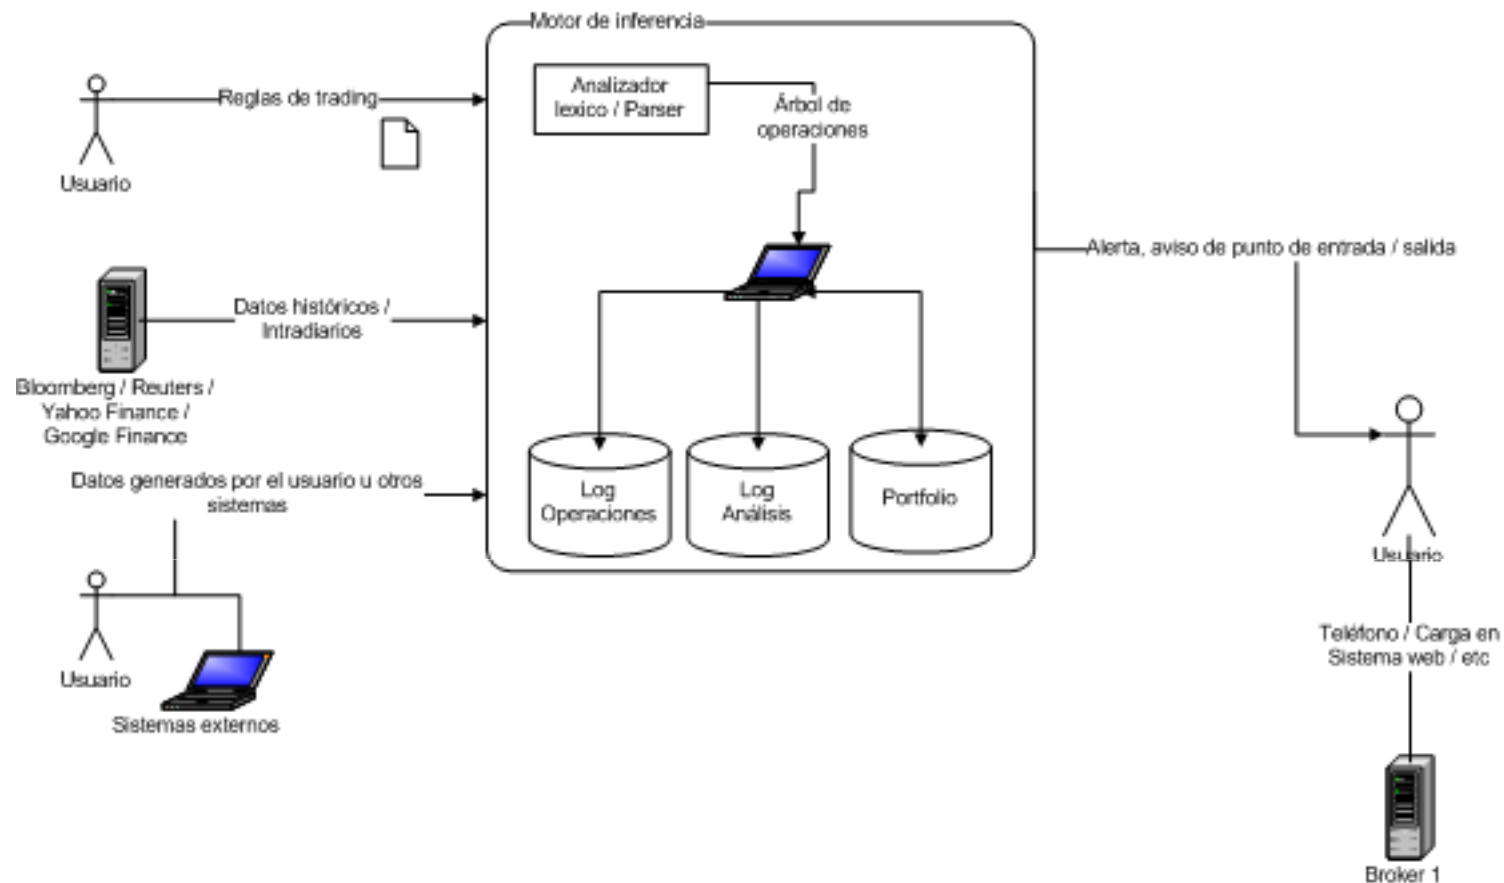 Motor de inferencia
Reglas de trading
Usuario
Analizador
lexico / Parser
Árbol de
operaciones
Alerta, aviso de punto de entrada / salida
Datos históricos /
Intradiarios
Bloomberg / Reuters /
Yahoo Finance /
Google Finance
Datos generados por el usuario u otros
sistemas
Log
Operaciones
Log
Análisis
Portfolio
Usuario
Usuario
Sistemas externos
Teléfono / Carga en
Sistema web / etc
Broker 1